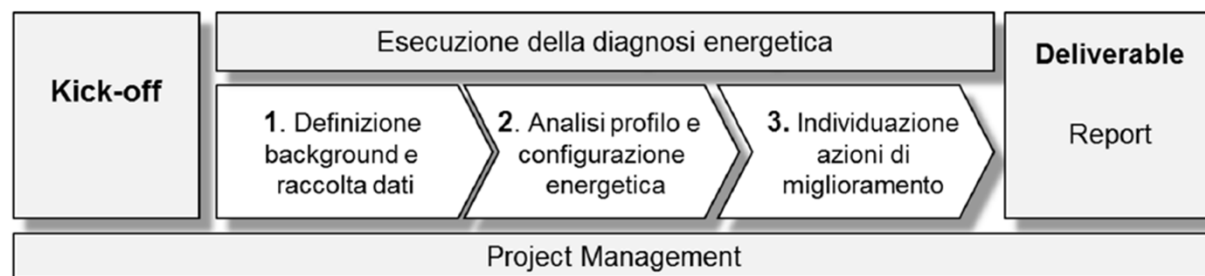 Kick-off
Esecuzione della diagnosi energetica
1. Definizione
background e
raccolta dati
2. Analisi profilo e
configurazione
energetica
3. Individuazione
azioni di
miglioramento
Deliverable
Report
Project Management